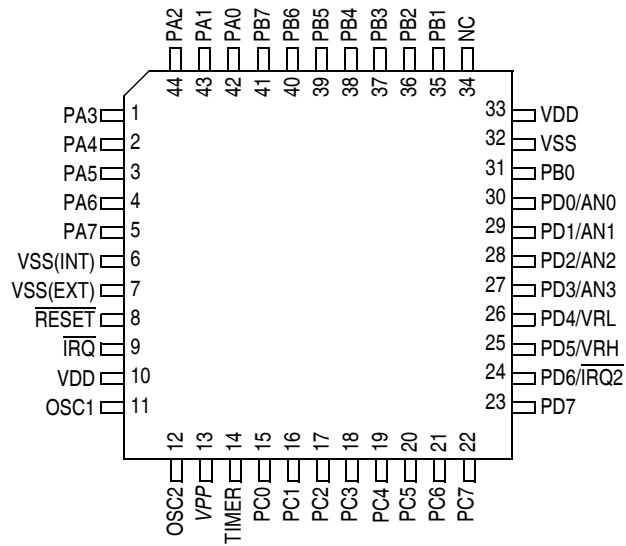 PA2 PA1 PA0 PB7 PB6 PB5 PB4 PB3 PB2 PB1 NC
44 43 42 41 40 39 38 37 36 35 34
PA3 1
PA4 2
PA5 3
PA6 4
PA7 5
VSS(INT) 6
VSS(EXT) 7
RESET 8
IRQ 9
VDD 10
OSC1 11
33 VDD
32 VSS
31 PB0
30 PD0/AN0
29 PD1/AN1
28 PD2/AN2
27 PD3/AN3
26 PD4/VRL
25 PD5/VRH
24 PD6/IRQ2
23 PD7
12 13 14 15 16 17 18 19 20 21 22
OSC2 VPP TIMER PC0 PC1 PC2 PC3 PC4 PC5 PC6 PC7